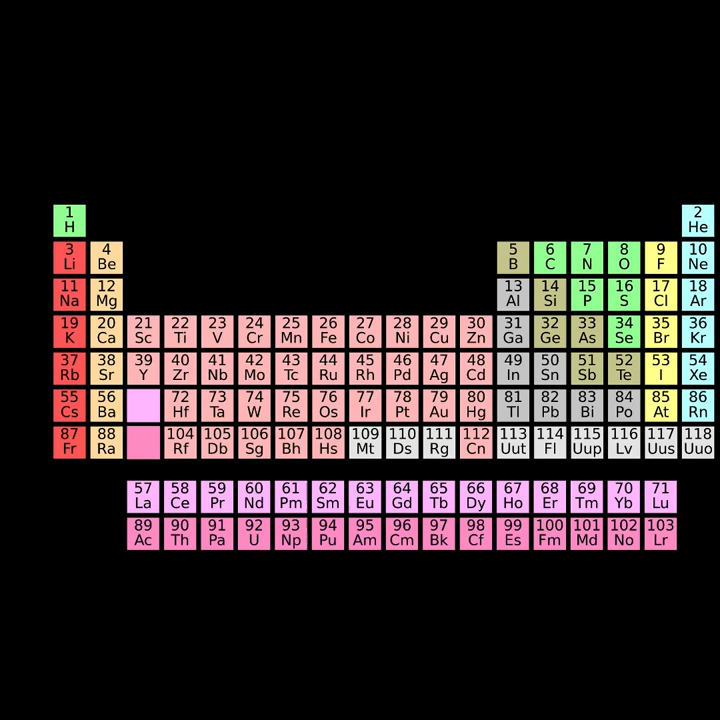 1 2
H He
3 4 5 6 7 8 9 10
Li Be B C N O F Ne
11 12 13 14 15 16 17 18
Na Mg Al Si P S Cl Ar
19 20 21 22 23 24 25 26 27 28 29 30 31 32 33 34 35 36
K Ca Sc Ti V Cr Mn Fe Co Ni Cu Zn Ga Ge As Se Br Kr
37 38 39 40 41 42 43 44 45 46 47 48 49 50 51 52 53 54
Rb Sr Y Zr Nb Mo Tc Ru Rh Pd Ag Cd In Sn Sb Te I Xe
55 56 72 73 74 75 76 77 78 79 80 81 82 83 84 85 86
Cs Ba Hf Ta W Re Os Ir Pt Au Hg Tl Pb Bi Po At Rn
87 88 104 105 106 107 108 109 110 111 112 113 114 115 116 117 118
Fr Ra Rf Db Sg Bh Hs Mt Ds Rg Cn Uut Fl Uup Lv Uus Uuo
57 58 59 60 61 62 63 64 65 66 67 68 69 70 71
La Ce Pr Nd Pm Sm Eu Gd Tb Dy Ho Er Tm Yb Lu
89 90 91 92 93 94 95 96 97 98 99 100 101 102 103
Ac Th Pa U Np Pu Am Cm Bk Cf Es Fm Md No Lr